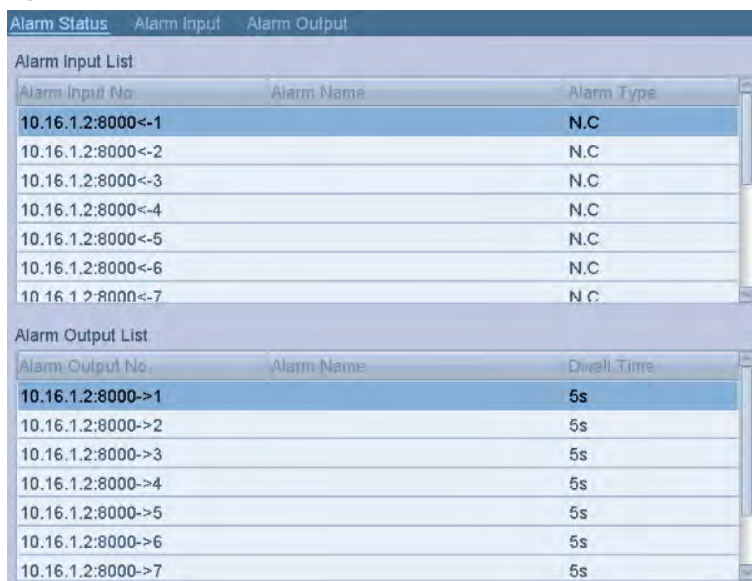 Alarm Status Alarm Input Alarm Output
Alarm Input List
Alarm Input No. Alarm Name Alarm Type
10.16.1.2:8000<-1 N.C
10.16.1.2:8000<-2 N.C
10.16.1.2:8000<-3 N.C
10.16.1.2:8000<-4 N.C
10.16.1.2:8000<-5 N.C
10.16.1.2:8000<-6 N.C
10.16.1.2:8000<-7 N.C
Alarm Output List
Alarm Output No. Alarm Name Dwell Time
10.16.1.2:8000->1 5s
10.16.1.2:8000->2 5s
10.16.1.2:8000->3 5s
10.16.1.2:8000->4 5s
10.16.1.2:8000->5 5s
10.16.1.2:8000->6 5s
10.16.1.2:8000->7 5s